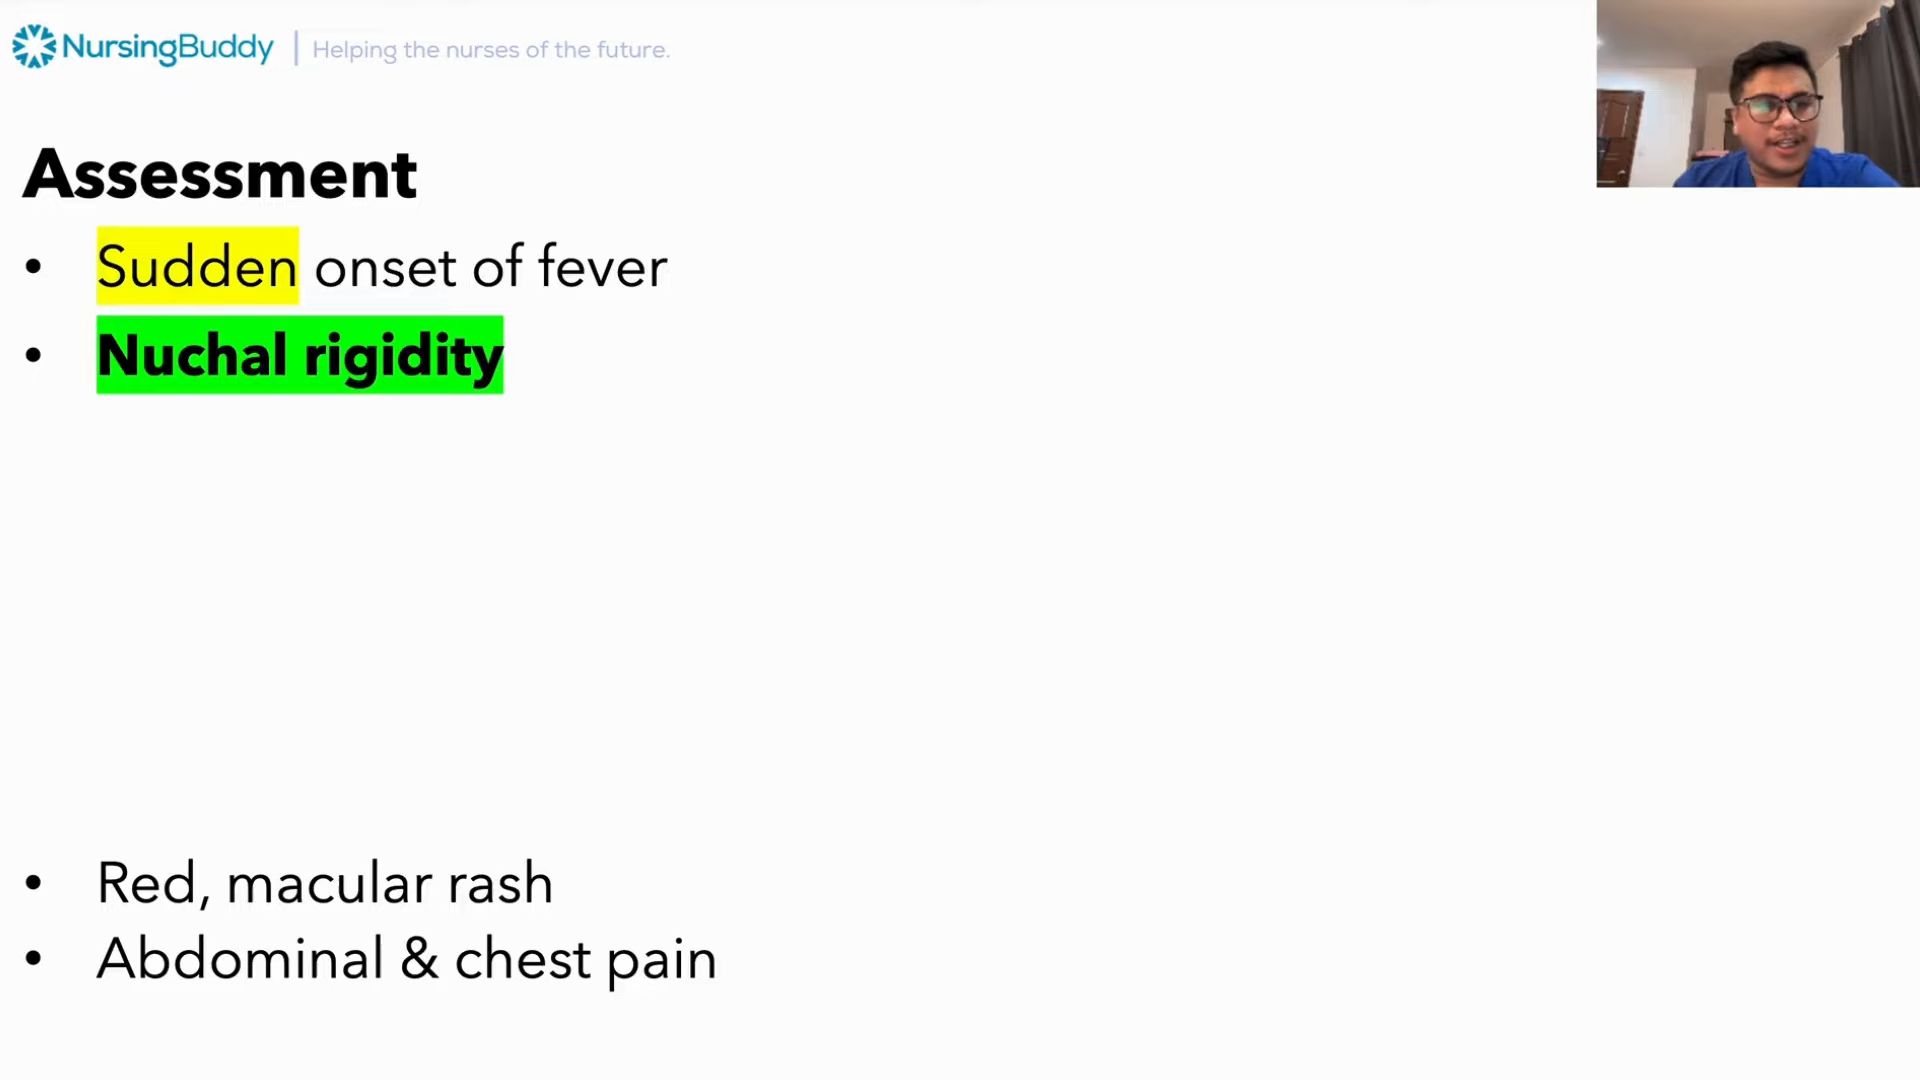 NursingBuddy | Helping the nurses of the future.
Assessment
• Sudden onset of fever
• Nuchal rigidity
• Red, macular rash
• Abdominal & chest pain